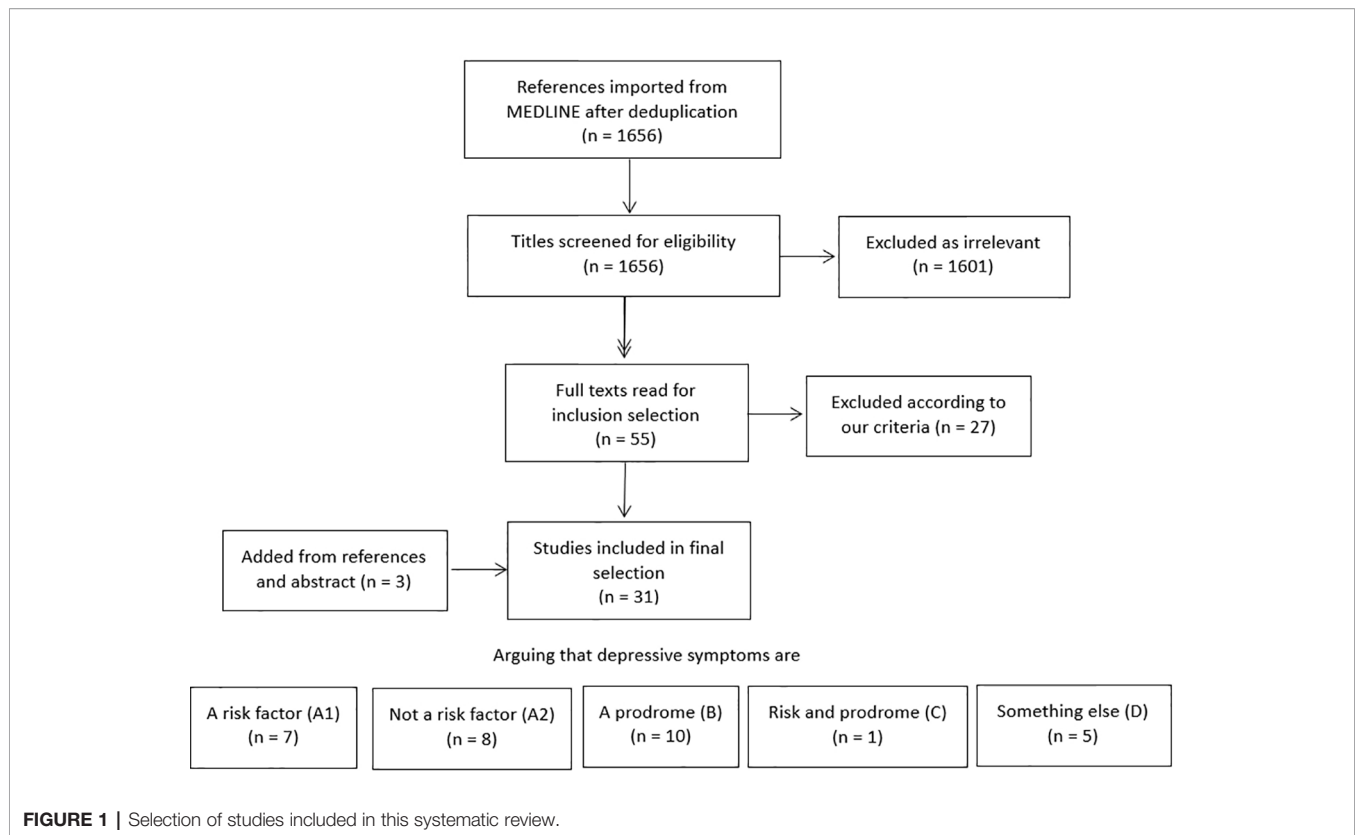 References imported from
MEDLINE after deduplication
(n = 1656)
Titles screened for eligibility
(n = 1656)
Excluded as irrelevant
(n = 1601)
Full texts read for
inclusion selection
(n = 55)
Excluded according to
our criteria (n = 27)
Added from references
and abstract (n = 3)
Studies included in final
selection
(n = 31)
Arguing that depressive symptoms are
A risk factor (A1)
(n = 7)
Not a risk factor (A2)
(n = 8)
A prodrome (B)
(n = 10)
Risk and prodrome (C)
(n = 1)
Something else (D)
(n = 5)
FIGURE 1 | Selection of studies included in this systematic review.